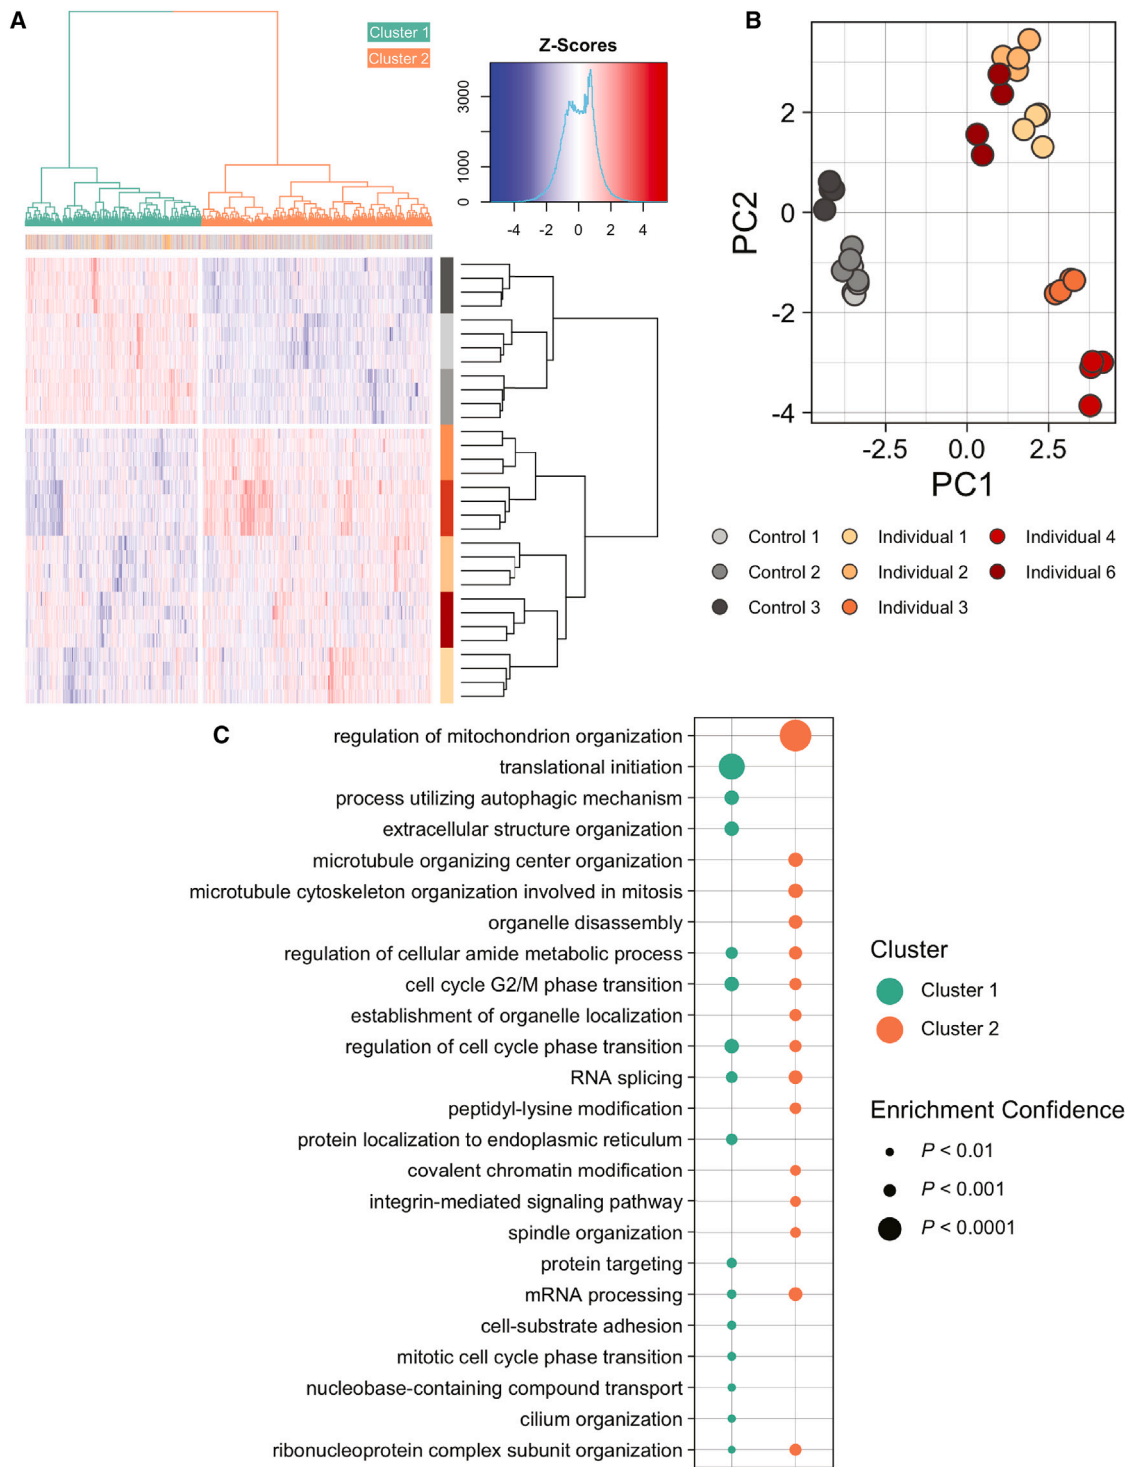 A
Cluster 1
Cluster 2
Z-Scores
3000
1000
0
-4 -2 0 2 4
B
PC2
2
0
-2
-4
-2.5 0.0 2.5
PC1
Control 1 Individual 1 Individual 4
Control 2 Individual 2 Individual 6
Control 3 Individual 3
C
regulation of mitochondrion organization
translational initiation
process utilizing autophagic mechanism
extracellular structure organization
microtubule organizing center organization
microtubule cytoskeleton organization involved in mitosis
organelle disassembly
regulation of cellular amide metabolic process
cell cycle G2/M phase transition
establishment of organelle localization
regulation of cell cycle phase transition
RNA splicing
peptidyl-lysine modification
protein localization to endoplasmic reticulum
covalent chromatin modification
integrin-mediated signaling pathway
spindle organization
protein targeting
mRNA processing
cell-substrate adhesion
mitotic cell cycle phase transition
nucleobase-containing compound transport
cilium organization
ribonucleoprotein complex subunit organization
Cluster
Cluster 1
Cluster 2
Enrichment Confidence
P < 0.01
P < 0.001
P < 0.0001